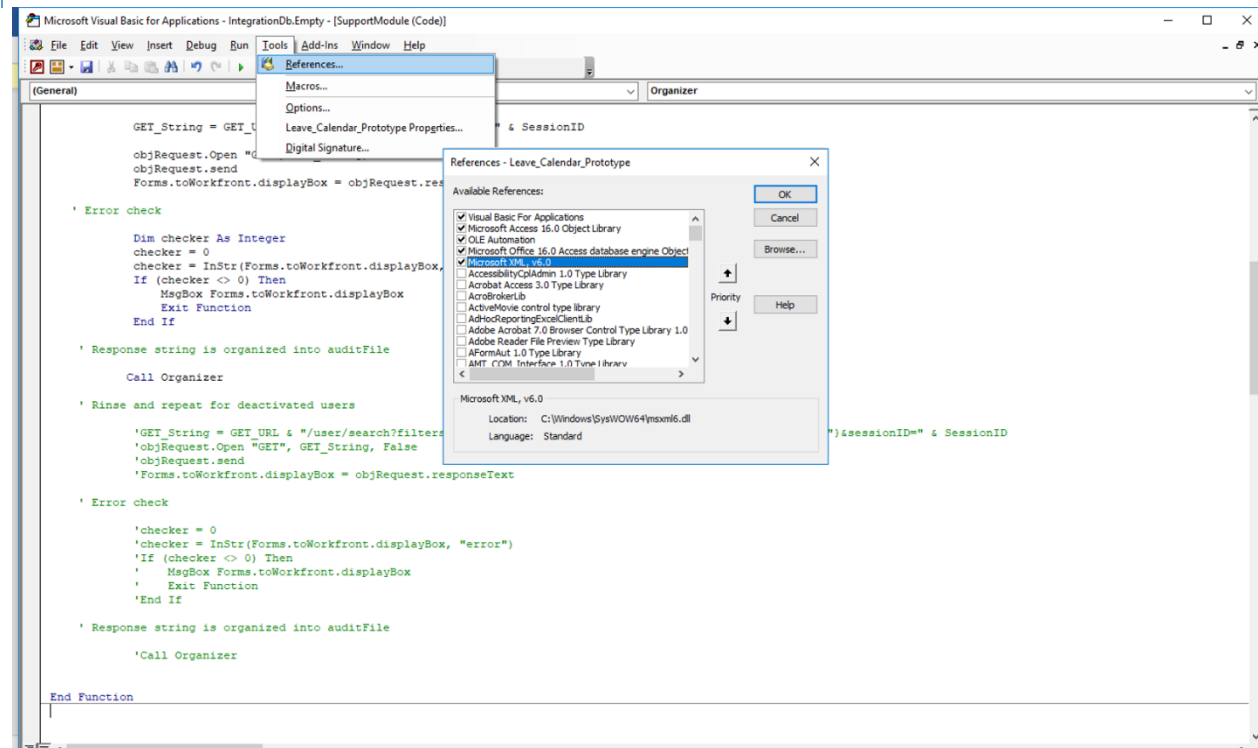 Microsoft Visual Basic for Applications - IntegrationDb.Empty - [SupportModule (Code)]
File Edit View Insert Debug Run Tools Add-Ins Window Help
References...
Macros...
Options...
Leave_Calendar_Prototype Properties...
Digital Signature...
(General)
Organizer
GET_String = GET_U " & SessionID
objRequest.Open "G
objRequest.send
Forms.toWorkfront.displayBox = objRequest.res
' Error check
Dim checker As Integer
checker = 0
checker = InStr(Forms.toWorkfront.displayBox,
If (checker <> 0) Then
MsgBox Forms.toWorkfront.displayBox
Exit Function
End If
' Response string is organized into auditFile
Call Organizer
' Rinse and repeat for deactivated users
'GET_String = GET_URL & "/user/search?filters "}&sessionID=" & SessionID
'objRequest.Open "GET", GET_String, False
'objRequest.send
'Forms.toWorkfront.displayBox = objRequest.responseText
' Error check
'checker = 0
'checker = InStr(Forms.toWorkfront.displayBox, "error")
'If (checker <> 0) Then
' MsgBox Forms.toWorkfront.displayBox
' Exit Function
'End If
' Response string is organized into auditFile
'Call Organizer
End Function
References - Leave_Calendar_Prototype
Available References:
Visual Basic For Applications
Microsoft Access 16.0 Object Library
OLE Automation
Microsoft Office 16.0 Access database engine Object
Microsoft XML, v6.0
AccessibilityCplAdmin 1.0 Type Library
Acrobat Access 3.0 Type Library
AcroBrokerLib
ActiveMovie control type library
AdHocReportingExcelClientLib
Adobe Acrobat 7.0 Browser Control Type Library 1.0
Adobe Reader File Preview Type Library
AFormAut 1.0 Type Library
AMT_COM_Interface 1.0 Type Library
OK
Cancel
Browse...
Priority
Help
Microsoft XML, v6.0
Location: C:\Windows\SysWOW64\msxml6.dll
Language: Standard